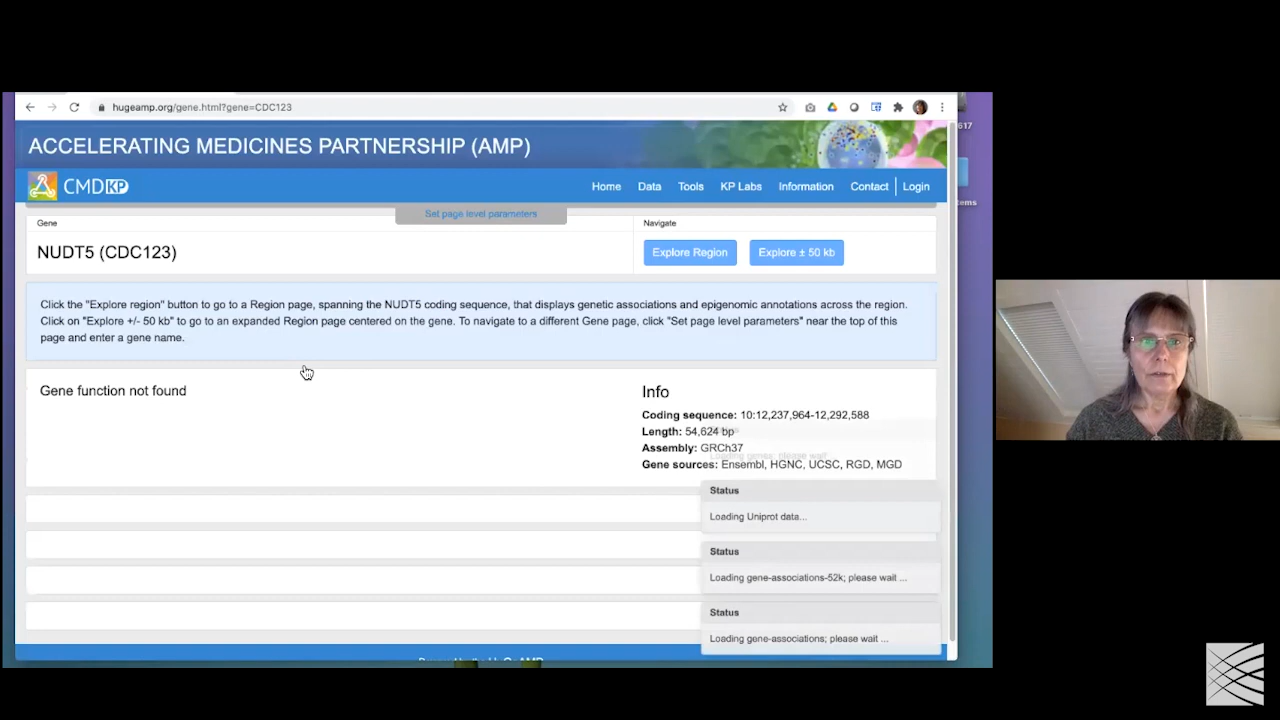 hugeamp.org/gene.html?gene=CDC123
617
ACCELERATING MEDICINES PARTNERSHIP (AMP)
CMDKP
Home Data Tools KP Labs Information Contact Login
tems
Set page level parameters
Gene
Navigate
NUDT5 (CDC123)
Explore Region
Explore ± 50 kb
Click the "Explore region" button to go to a Region page, spanning the NUDT5 coding sequence, that displays genetic associations and epigenomic annotations across the region.
Click on "Explore +/- 50 kb" to go to an expanded Region page centered on the gene. To navigate to a different Gene page, click "Set page level parameters" near the top of this
page and enter a gene name.
Gene function not found
Info
Coding sequence: 10:12,237,964-12,292,588
Length: 54,624 bp
Assembly: GRCh37
Loading genes; please wait
Gene sources: Ensembl, HGNC, UCSC, RGD, MGD
Status
Loading Uniprot data...
Status
Loading gene-associations-52k; please wait ...
Status
Loading gene-associations; please wait ...